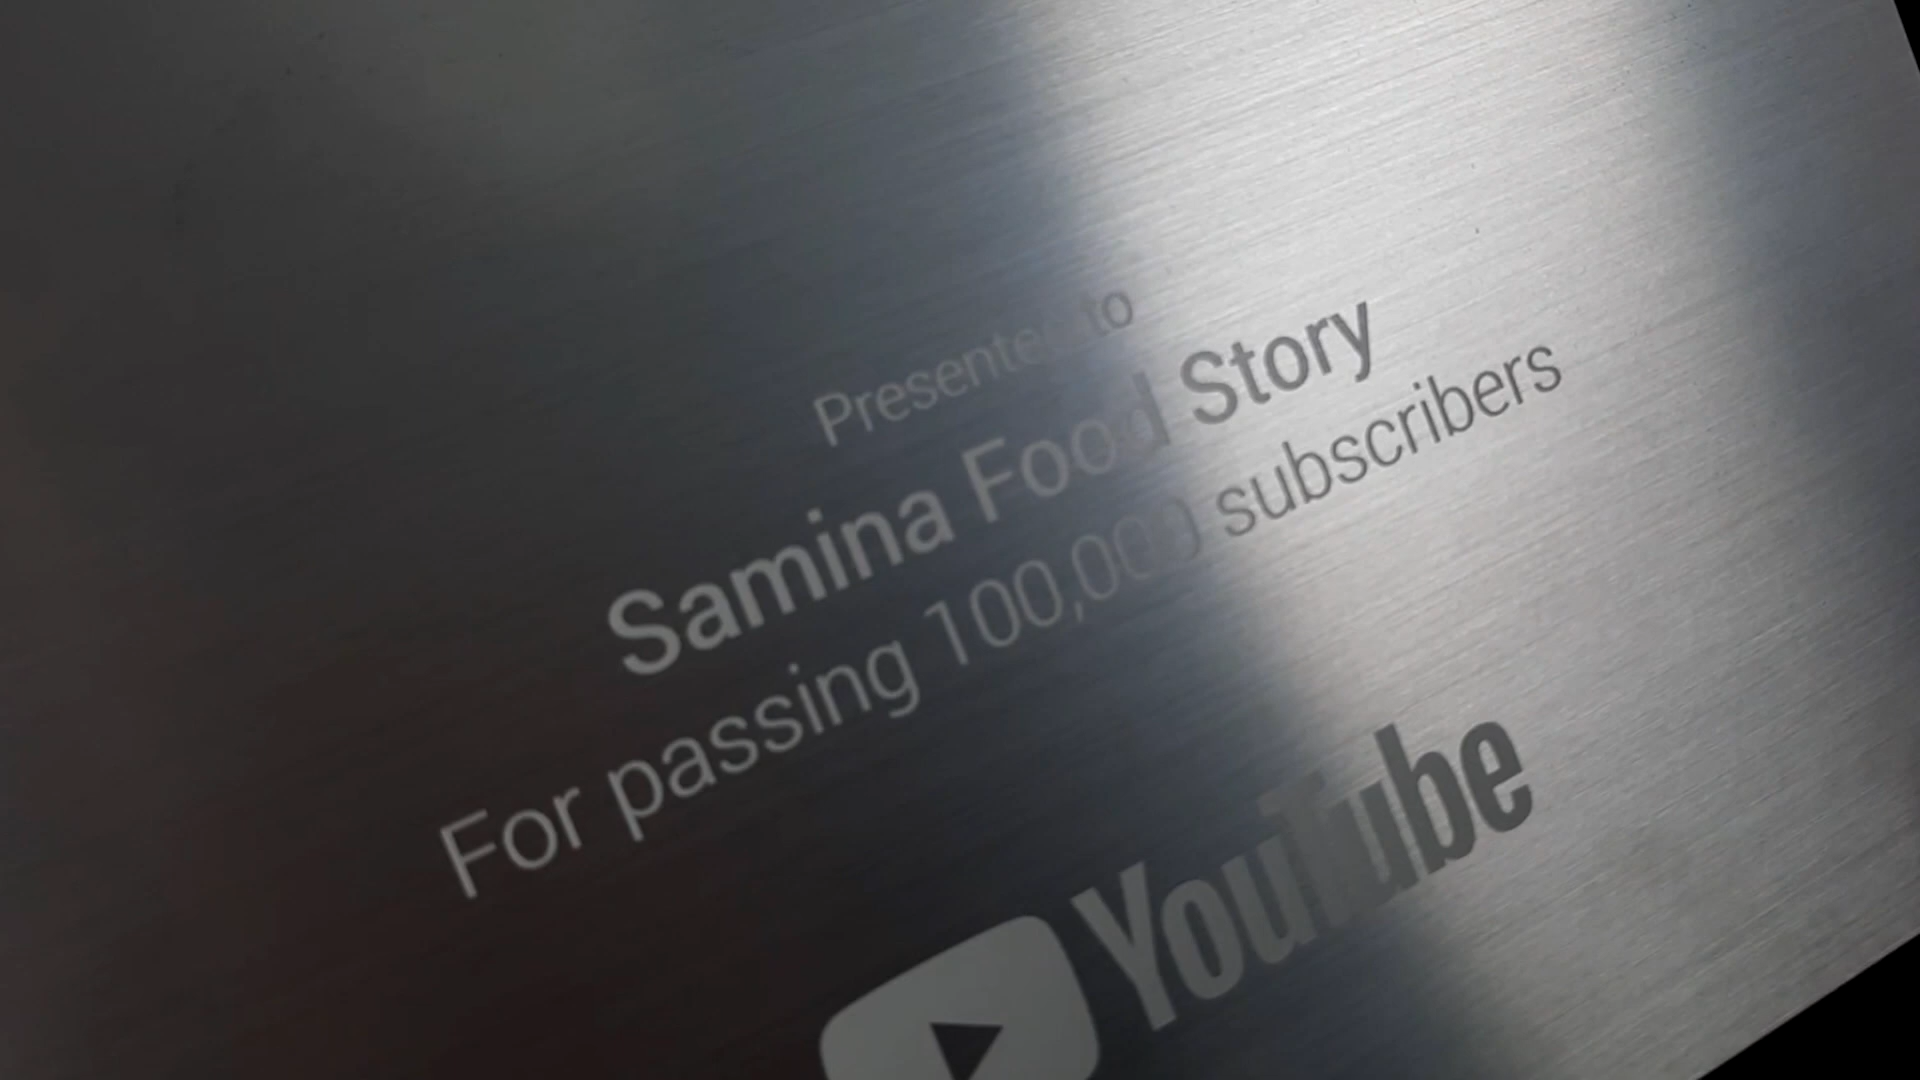 Presented to
Samina Food Story
For passing 100,000 subscribers
YouTube